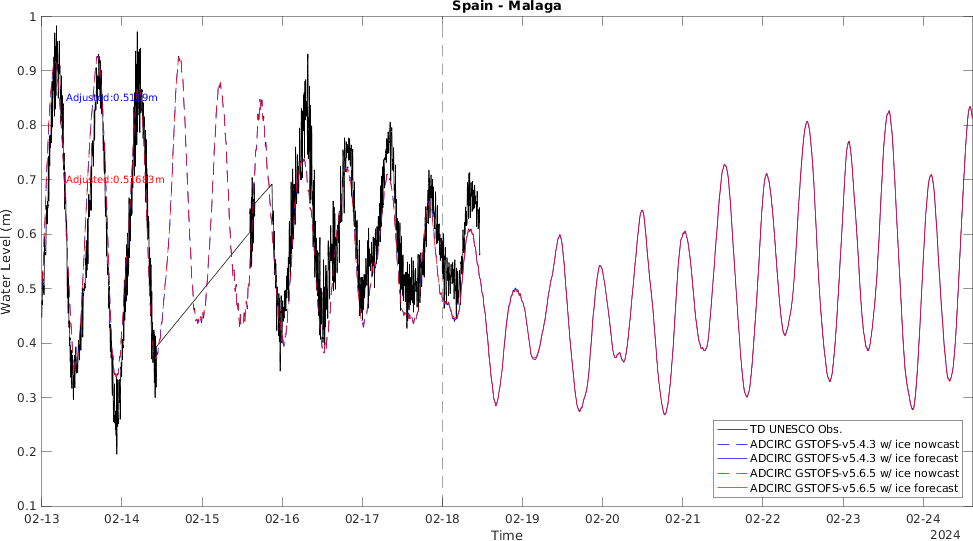 Spain - Malaga
1
0.9
0.8
0.7
0.6
0.5
0.4
0.3
0.2
0.1
Water Level (m)
Adjusted:0.5169m
Adjusted:0.51683m
TD UNESCO Obs.
ADCIRC GSTOFS-v5.4.3 w/ ice nowcast
ADCIRC GSTOFS-v5.4.3 w/ ice forecast
ADCIRC GSTOFS-v5.6.5 w/ ice nowcast
ADCIRC GSTOFS-v5.6.5 w/ ice forecast
02-13 02-14 02-15 02-16 02-17 02-18 02-19 02-20 02-21 02-22 02-23 02-24
Time
2024